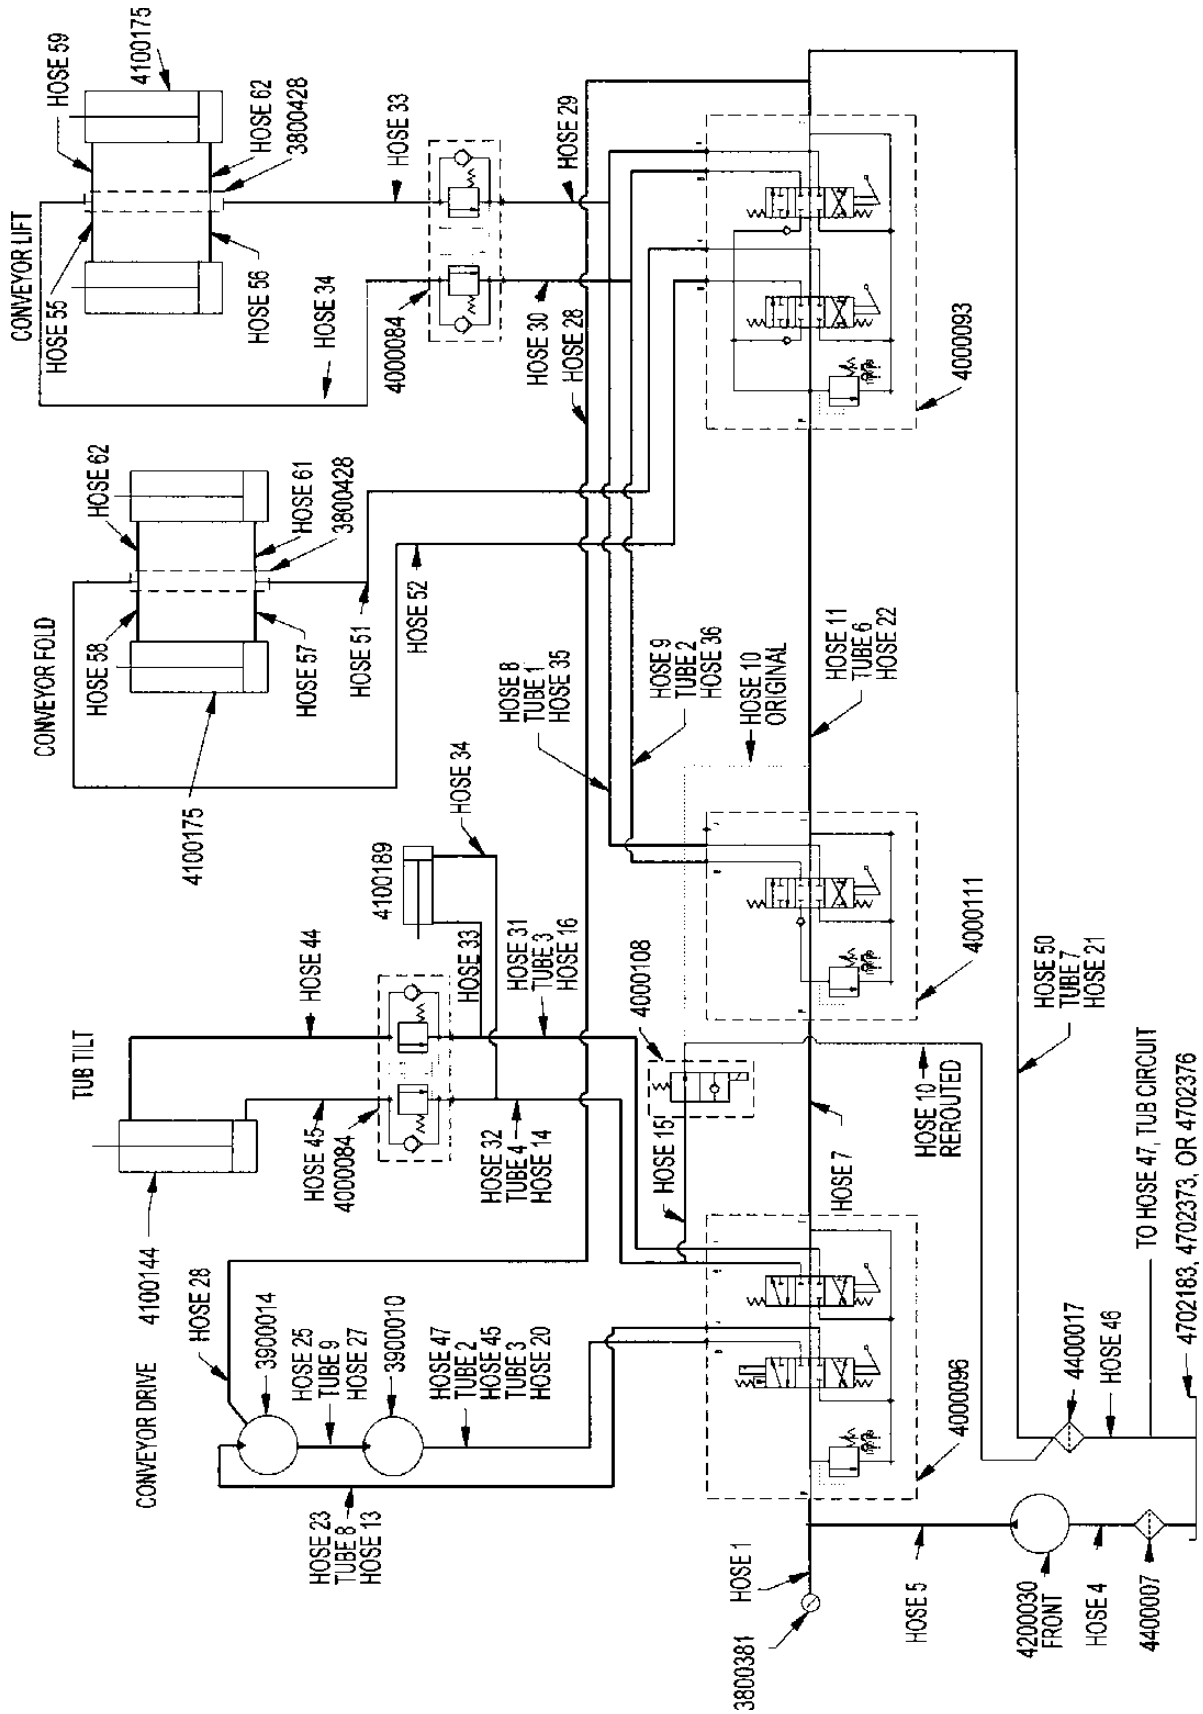 CONVEYOR DRIVE
HOSE 28
3900014
HOSE 25
TUBE 9
HOSE 27
3900010
HOSE 47
TUBE 2
HOSE 45
TUBE 3
HOSE 20
HOSE 23
TUBE 8
HOSE 13
TUB TILT
4100144
HOSE 44
HOSE 45
4000084
4100189
HOSE 34
HOSE 33
HOSE 32
TUBE 4
HOSE 14
HOSE 31
TUBE 3
HOSE 16
CONVEYOR FOLD
4100175
HOSE 58
HOSE 62
HOSE 57
HOSE 61
3800428
HOSE 51
HOSE 52
CONVEYOR LIFT
HOSE 55
HOSE 59
4100175
HOSE 56
HOSE 62
3800428
HOSE 34
HOSE 33
4000084
HOSE 30
HOSE 28
HOSE 29
HOSE 8
TUBE 1
HOSE 35
HOSE 9
TUBE 2
HOSE 36
HOSE 10
ORIGINAL
4000108
HOSE 15
HOSE 1
3800381
HOSE 7
HOSE 11
TUBE 6
HOSE 22
HOSE 10
REROUTED
4000096
4000111
4000093
HOSE 5
4200030
FRONT
HOSE 4
4400007
4400017
HOSE 46
HOSE 50
TUBE 7
HOSE 21
TO HOSE 47, TUB CIRCUIT
4702183, 4702373, OR 4702376